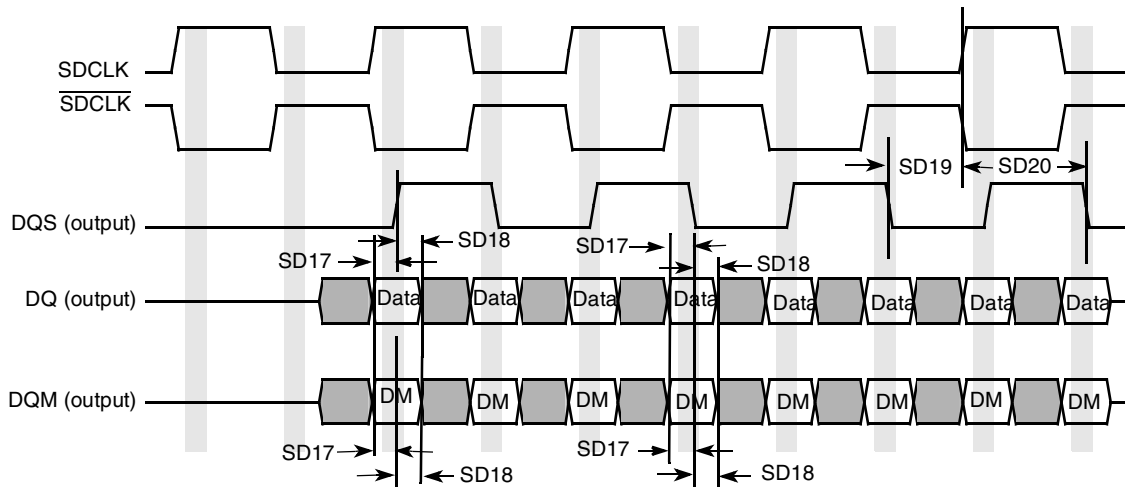 SDCLK
SDCLK
SD19 SD20
DQS (output)
SD18
SD17
SD17
SD18
DQ (output) Data Data Data Data Data Data Data Data
DQM (output) DM DM DM DM DM DM DM DM
SD17
SD17
SD18
SD18